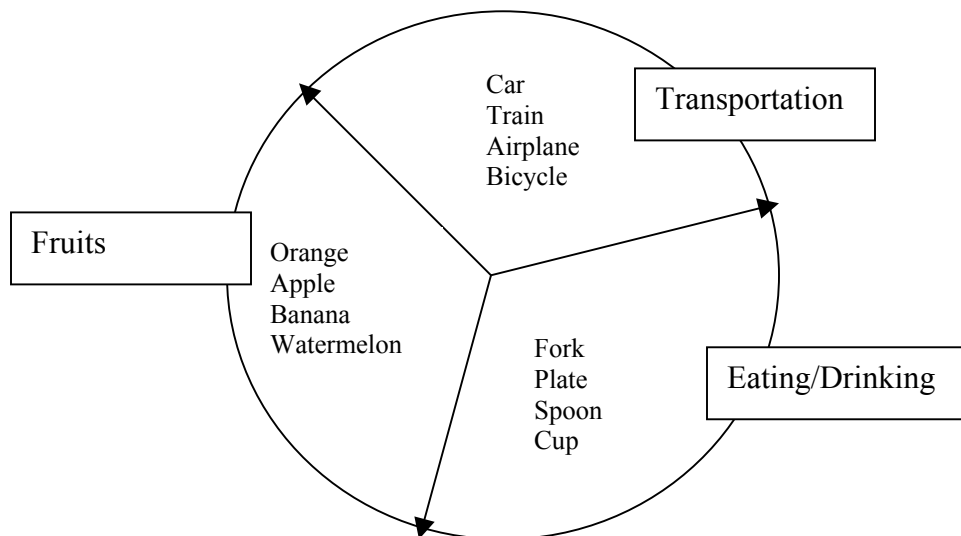 Car
Train
Airplane
Bicycle
Transportation
Fruits
Orange
Apple
Banana
Watermelon
Fork
Plate
Spoon
Cup
Eating/Drinking